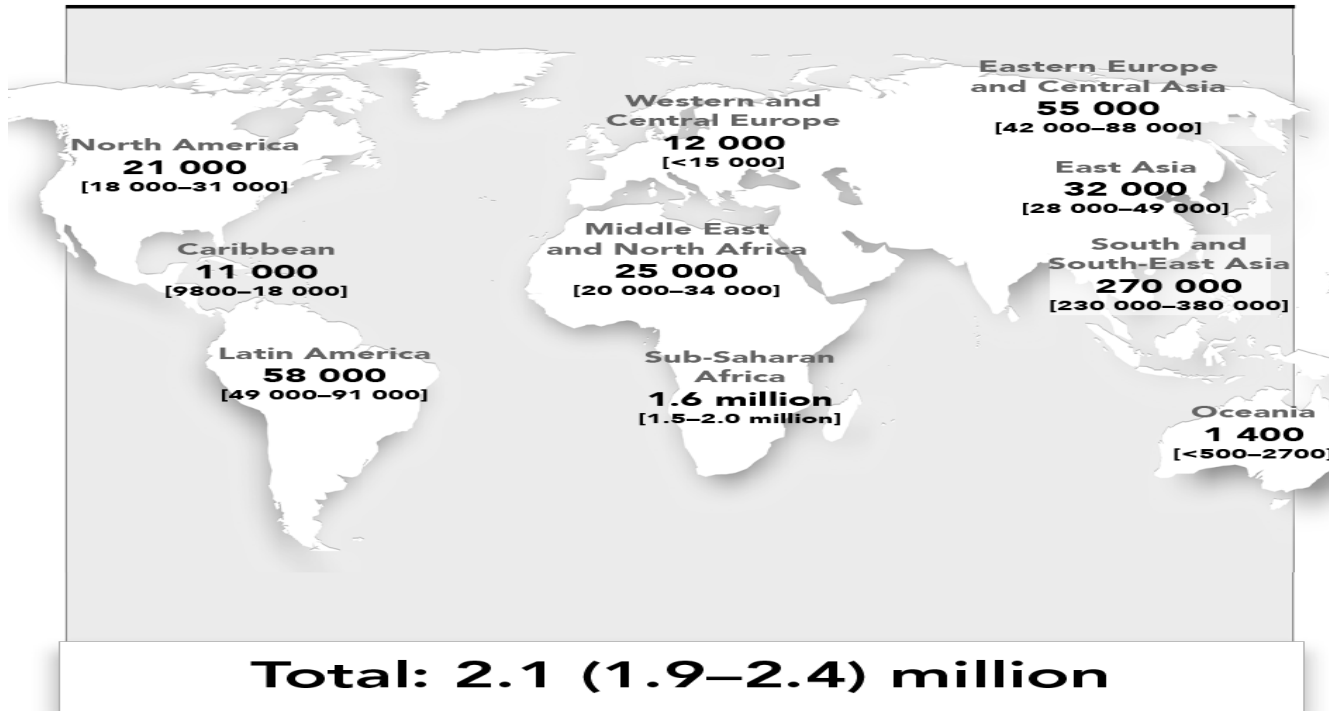 Eastern Europe
and Central Asia
55 000
[42 000–88 000]
Western and
Central Europe
12 000
[<15 000]
North America
21 000
[18 000–31 000]
East Asia
32 000
[28 000–49 000]
Middle East
and North Africa
25 000
[20 000–34 000]
Caribbean
11 000
[9800–18 000]
South and
South-East Asia
270 000
[230 000–380 000]
Latin America
58 000
[49 000–91 000]
Sub-Saharan
Africa
1.6 million
[1.5–2.0 million]
Oceania
1 400
[<500–2700]
Total: 2.1 (1.9–2.4) million